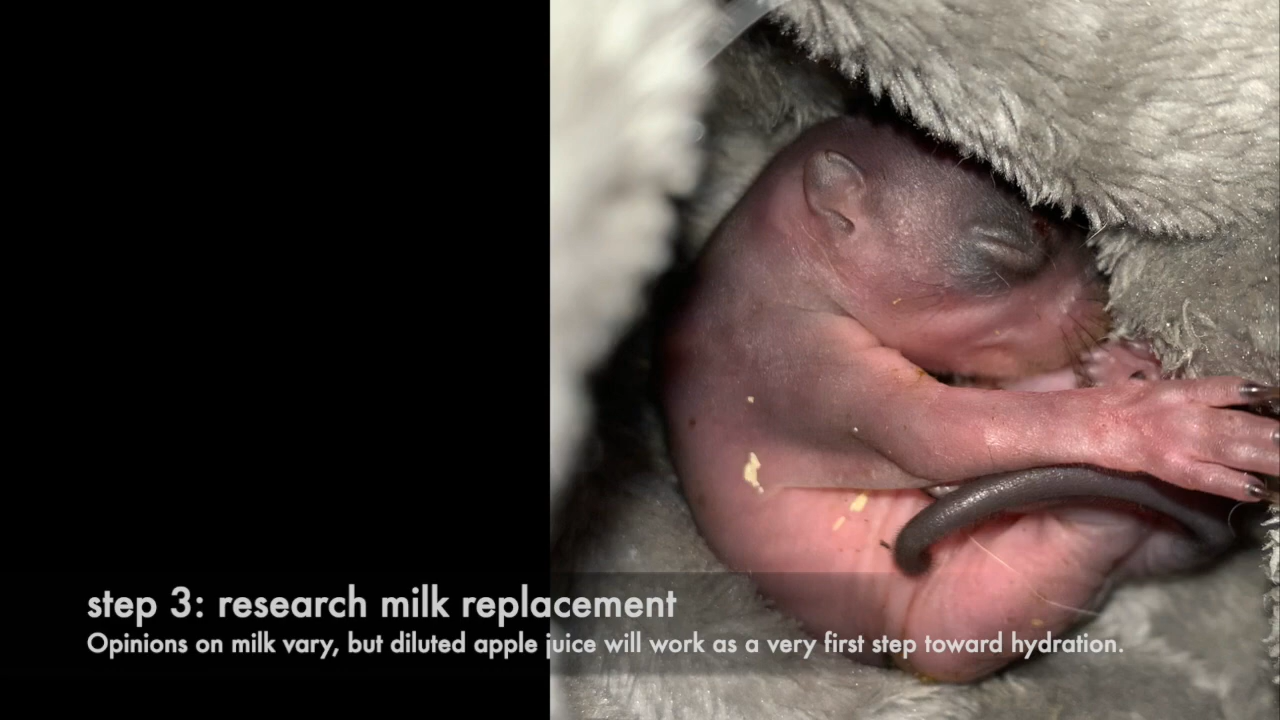 step 3: research milk replacement
Opinions on milk vary, but diluted apple juice will work as a very first step toward hydration.